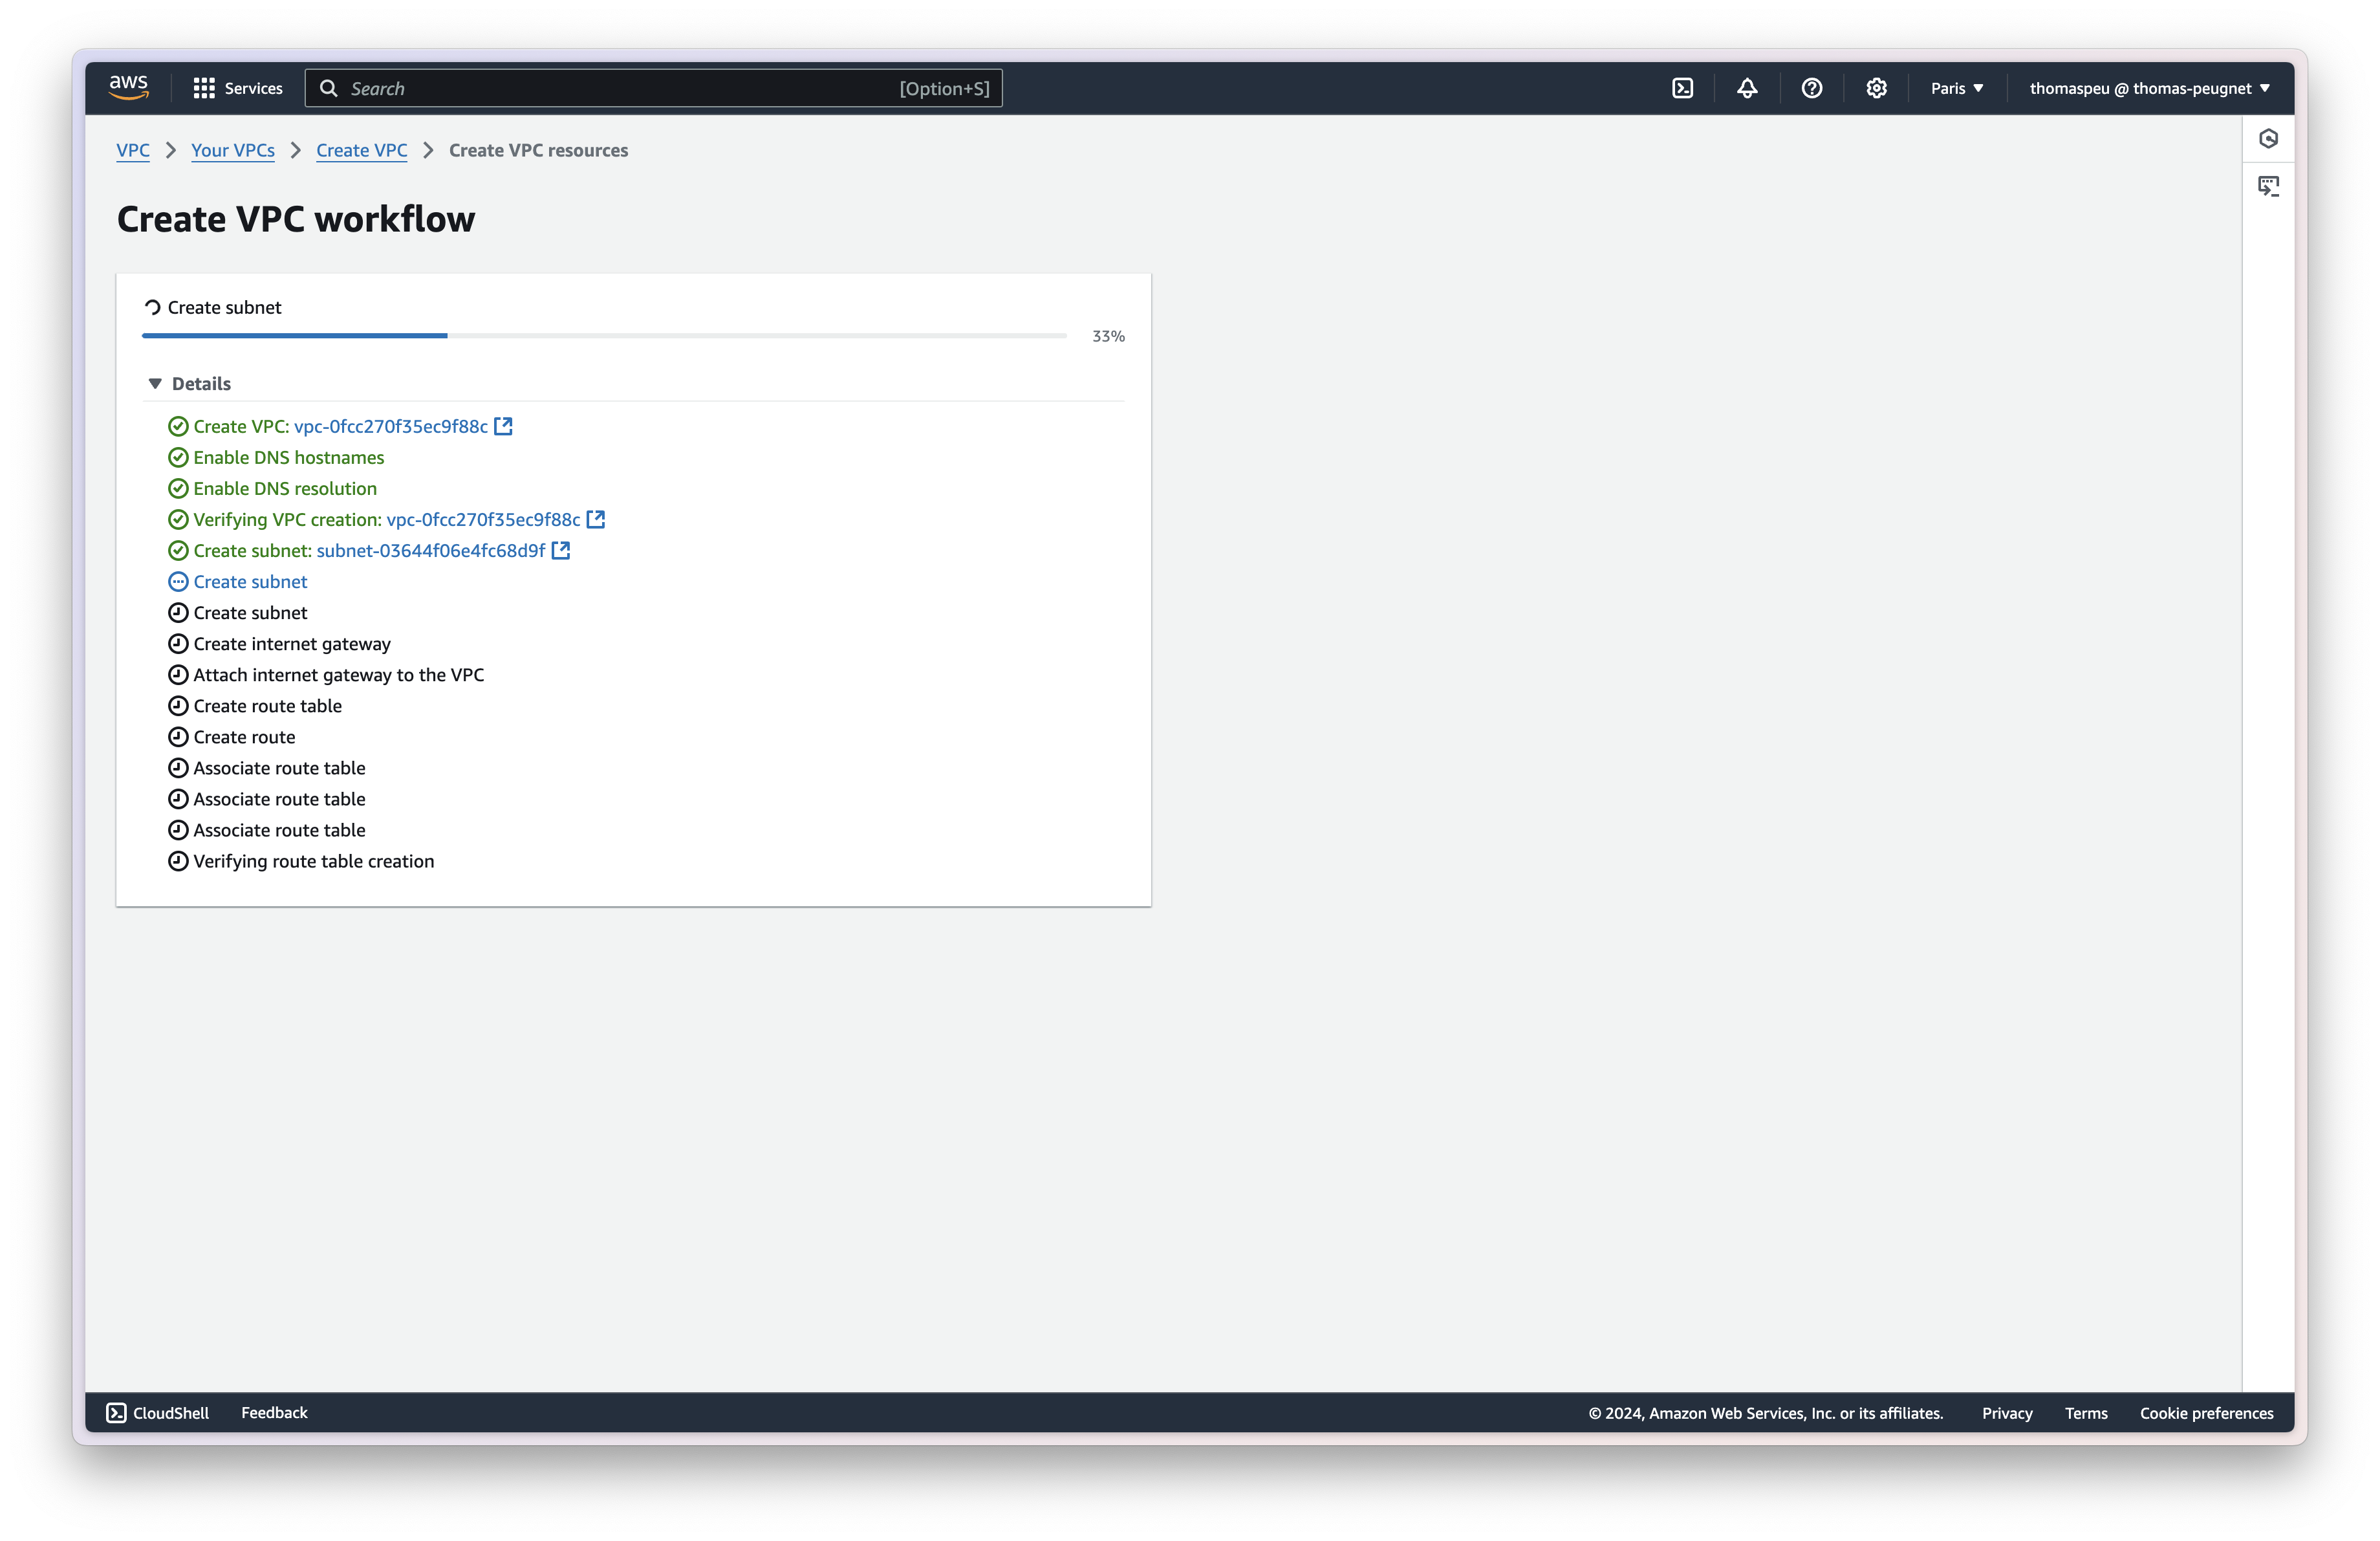 aws Services Search [Option+S] Paris thomaspeu @ thomas-peugnet
VPC Your VPCs Create VPC Create VPC resources
Create VPC workflow
Create subnet
33%
Details
Create VPC: vpc-0fcc270f35ec9f88c
Enable DNS hostnames
Enable DNS resolution
Verifying VPC creation: vpc-0fcc270f35ec9f88c
Create subnet: subnet-03644f06e4fc68d9f
Create subnet
Create subnet
Create internet gateway
Attach internet gateway to the VPC
Create route table
Create route
Associate route table
Associate route table
Associate route table
Verifying route table creation
CloudShell Feedback © 2024, Amazon Web Services, Inc. or its affiliates. Privacy Terms Cookie preferences